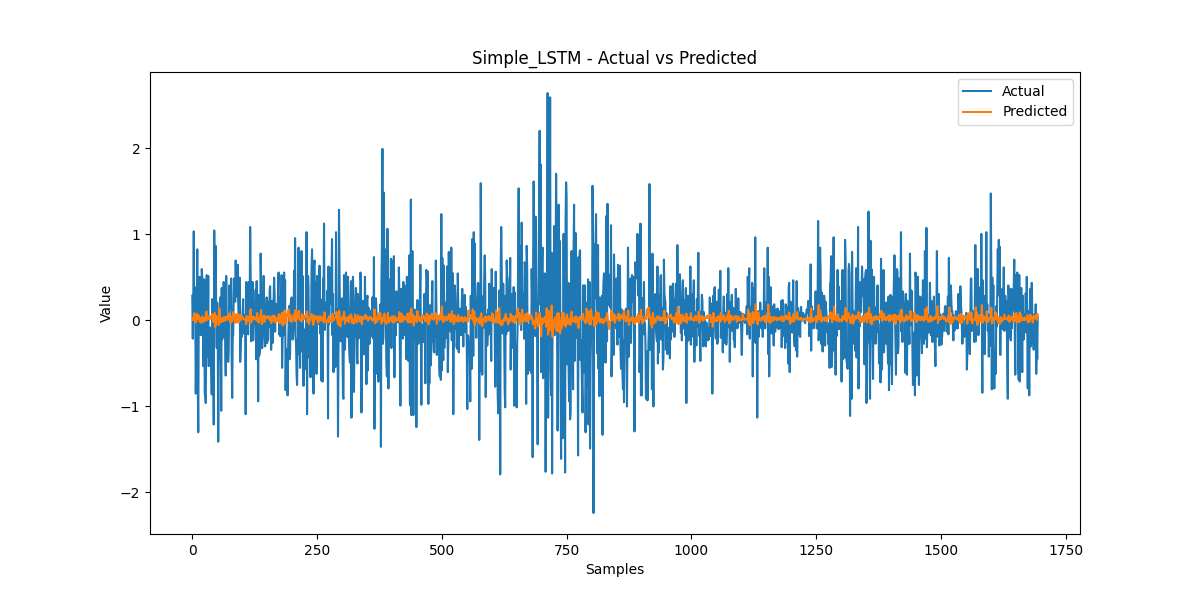 Simple_LSTM - Actual vs Predicted
Actual
Predicted
Value
2
1
0
−1
−2
0
250
500
750
1000
1250
1500
1750
Samples